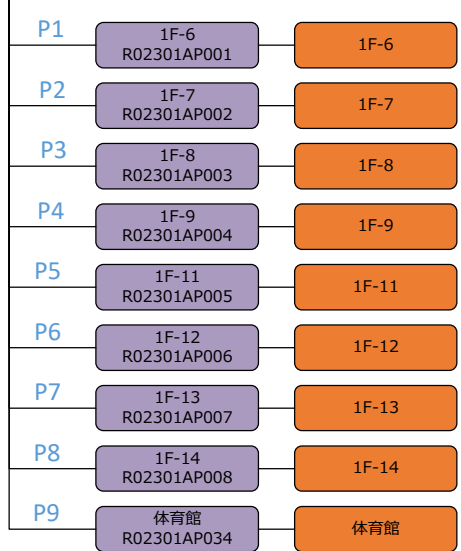 P1
1F-6
R02301AP001
1F-6
P2
1F-7
R02301AP002
1F-7
P3
1F-8
R02301AP003
1F-8
P4
1F-9
R02301AP004
1F-9
P5
1F-11
R02301AP005
1F-11
P6
1F-12
R02301AP006
1F-12
P7
1F-13
R02301AP007
1F-13
P8
1F-14
R02301AP008
1F-14
P9
体育館
R02301AP034
体育館